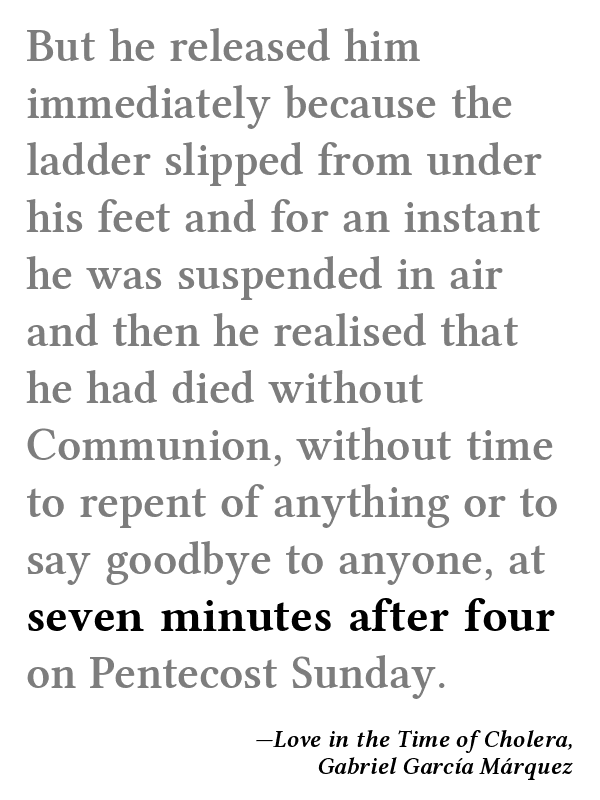 But he released him
immediately because the
ladder slipped from under
his feet and for an instant
he was suspended in air
and then he realised that
he had died without
Communion, without time
to repent of anything or to
say goodbye to anyone, at
seven minutes after four
on Pentecost Sunday.
—Love in the Time of Cholera,
Gabriel García Márquez